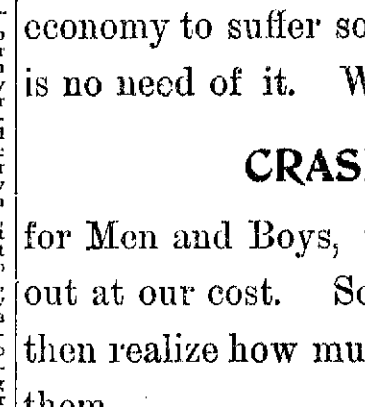 economy to suffer so
is no need of it. W
CRAS
for Men and Boys,
out at our cost. So
then realize how mu
them